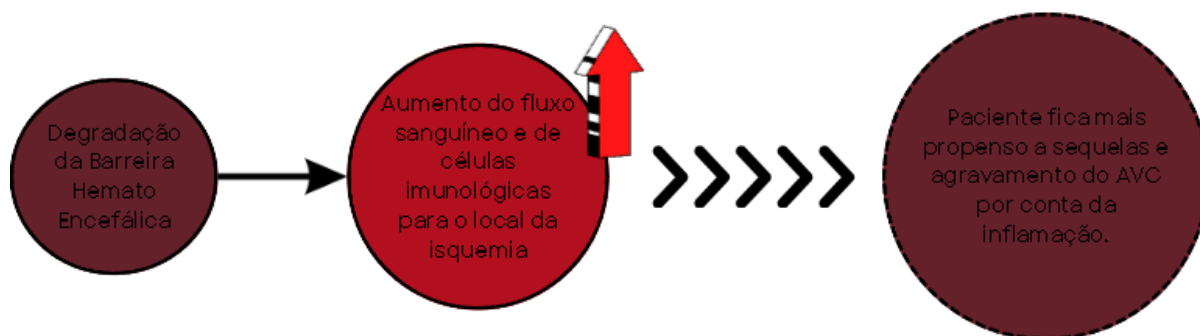 Degradação
da Barreira
Hemato
Encefálica
Aumento do fluxo
sanguíneo e de
células
imunológicas
para o local da
isquemia
Paciente fica mais
propenso a sequelas e
agravamento do AVC
por conta da
inflamação.